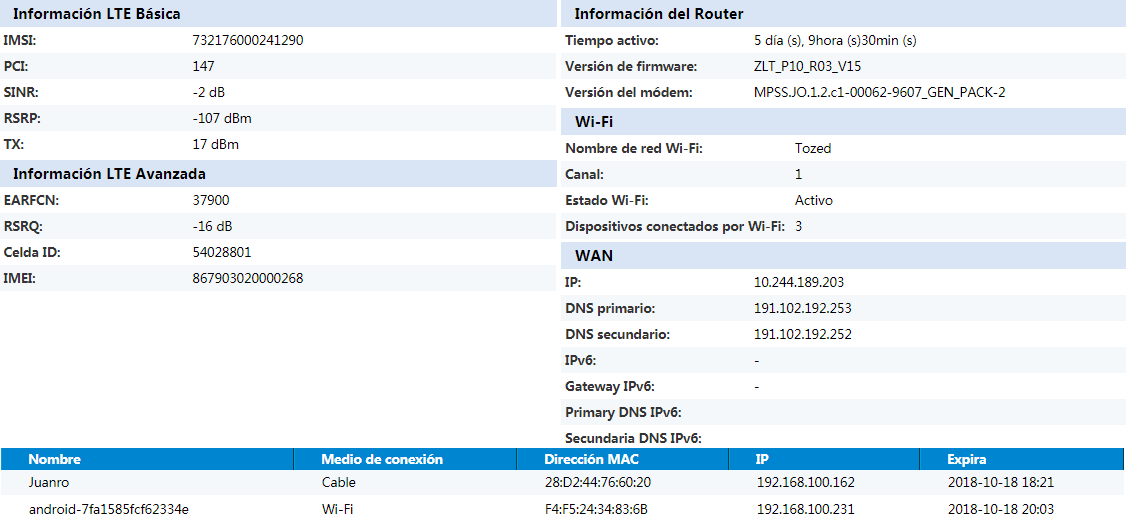 Información LTE Básica
IMSI: 732176000241290
PCI: 147
SINR: -2 dB
RSRP: -107 dBm
TX: 17 dBm
Información LTE Avanzada
EARFCN: 37900
RSRQ: -16 dB
Celda ID: 54028801
IMEI: 867903020000268
Información del Router
Tiempo activo: 5 día (s), 9hora (s)30min (s)
Versión de firmware: ZLT_P10_R03_V15
Versión del módem: MPSS.JO.1.2.c1-00062-9607_GEN_PACK-2
Wi-Fi
Nombre de red Wi-Fi: Tozed
Canal: 1
Estado Wi-Fi: Activo
Dispositivos conectados por Wi-Fi: 3
WAN
IP: 10.244.189.203
DNS primario: 191.102.192.253
DNS secundario: 191.102.192.252
IPv6: -
Gateway IPv6: -
Primary DNS IPv6:
Secundaria DNS IPv6:
Nombre Medio de conexión Dirección MAC IP Expira
Juanro Cable 28:D2:44:76:60:20 192.168.100.162 2018-10-18 18:21
android-7fa1585fcf62334e Wi-Fi F4:F5:24:34:83:6B 192.168.100.231 2018-10-18 20:03